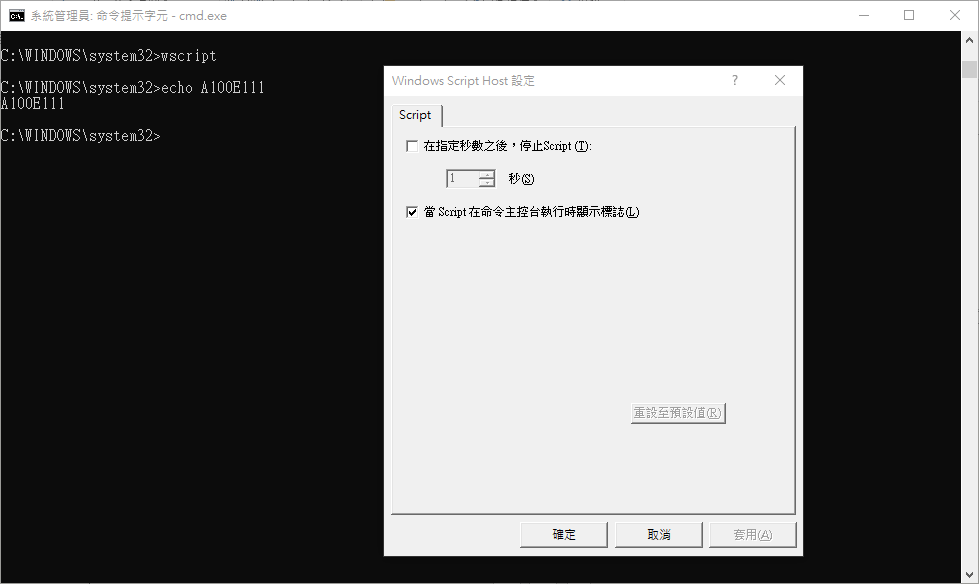 系統管理員: 命令提示字元 - cmd.exe
C:\WINDOWS\system32>wscript
C:\WINDOWS\system32>echo A100E111
A100E111
C:\WINDOWS\system32>
Windows Script Host 設定
Script
在指定秒數之後，停止Script (T):
1 秒(S)
當 Script 在命令主控台執行時顯示標誌(L)
重設至預設值(R)
確定 取消 套用(A)